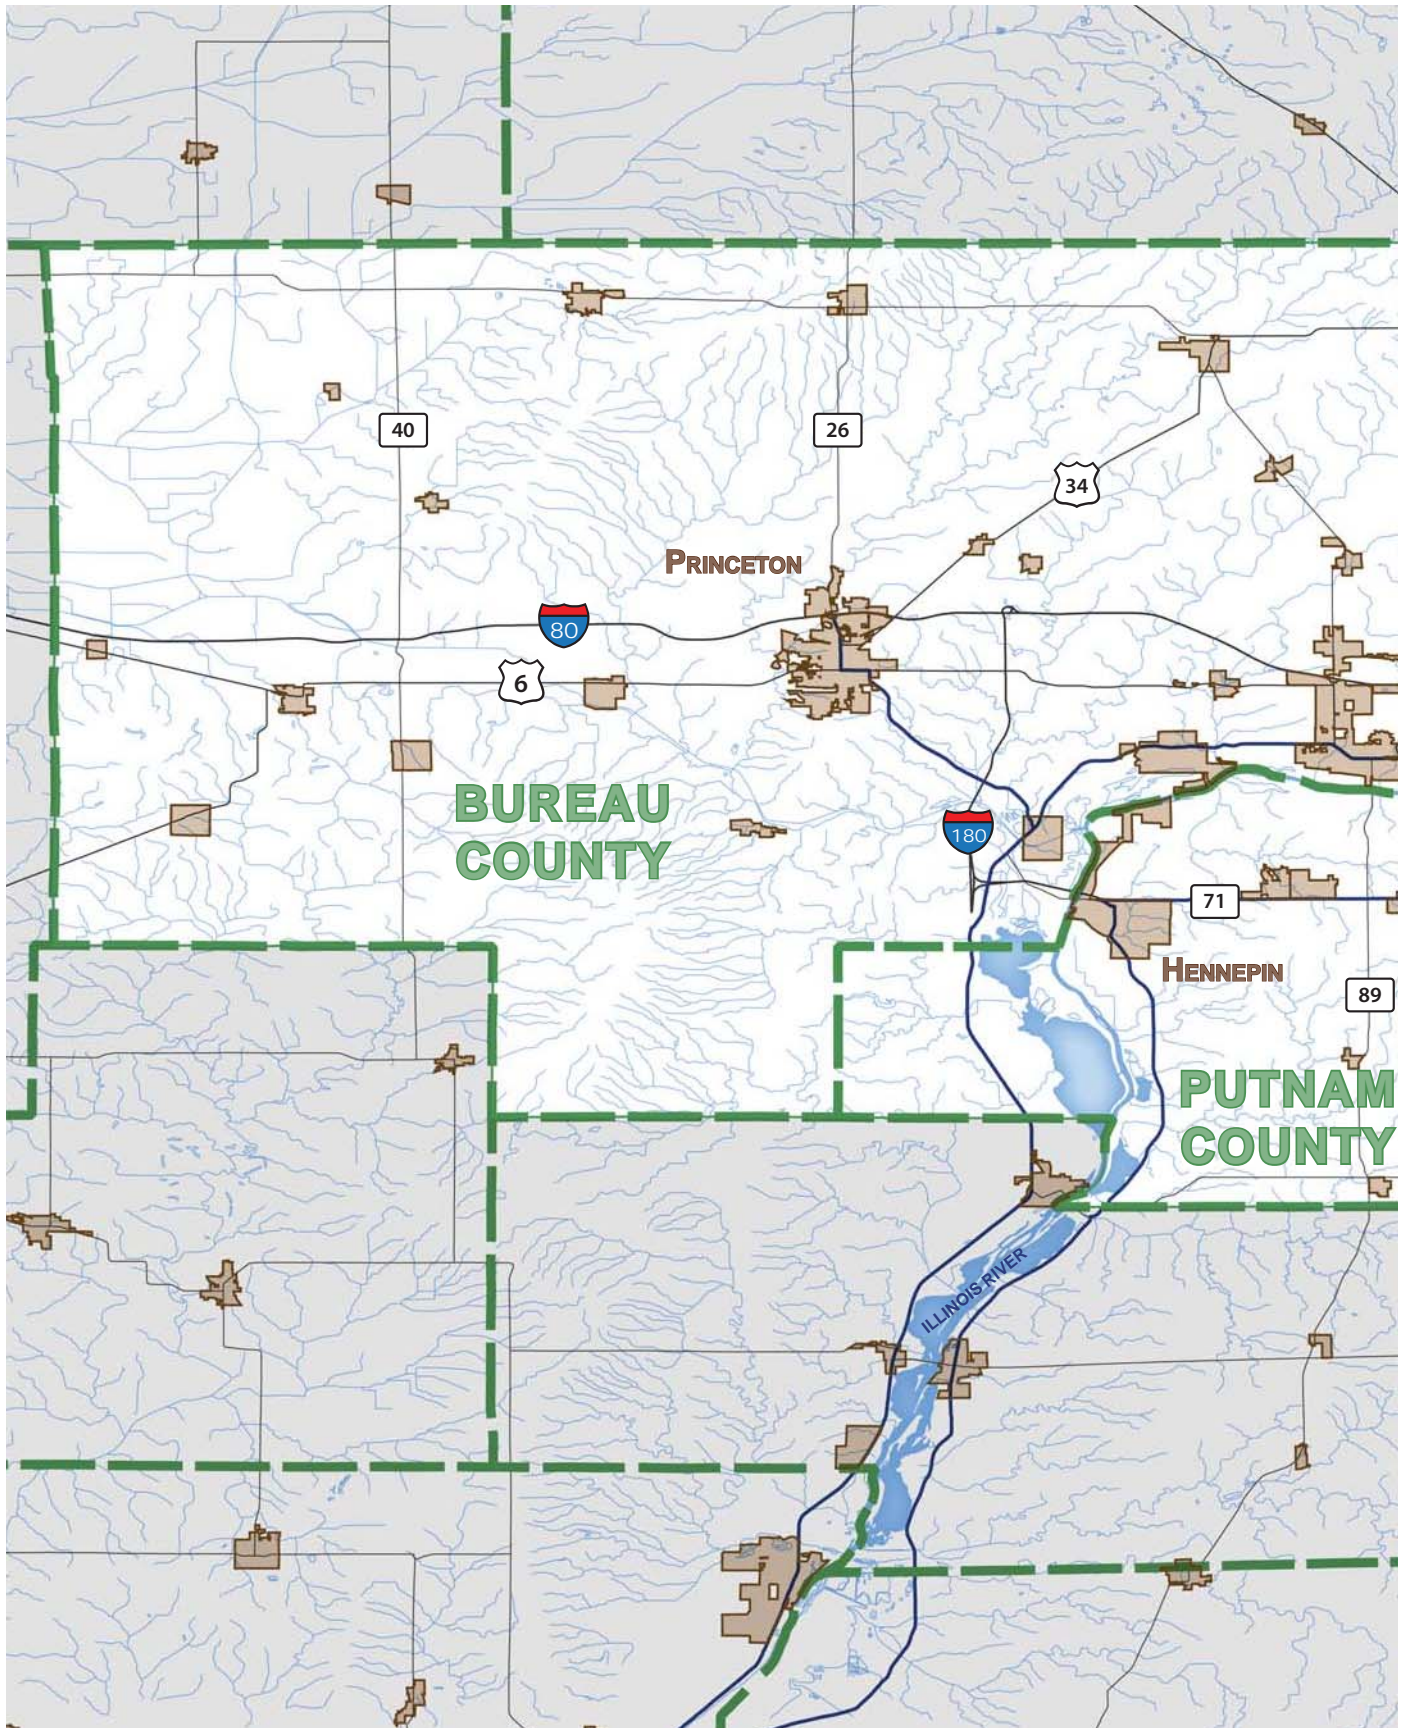 40
26
34
PRINCETON
80
6
BUREAU
COUNTY
180
71
HENNEPIN
89
PUTNAM
COUNTY
ILLINOIS RIVER